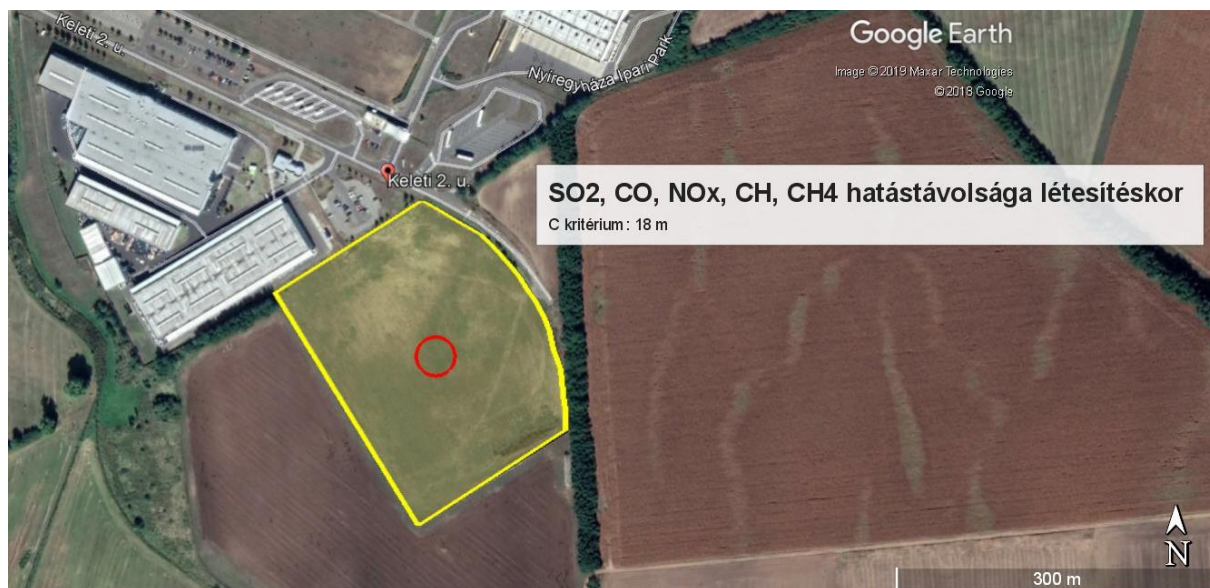 Keleti 2. u.
Google Earth
Nyíregyháza Ipari Park
Image © 2019 Maxar Technologies
© 2018 Google
Keleti 2. u.
SO2, CO, NOx, CH, CH4 hatástávolsága létesítéskor
C kritérium : 18 m
N
300 m